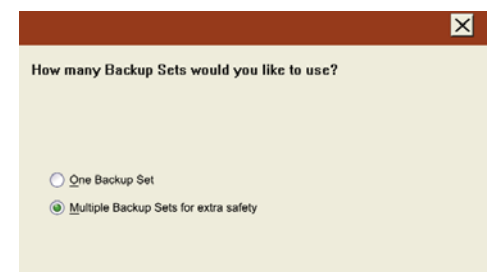 How many Backup Sets would you like to use?
One Backup Set
Multiple Backup Sets for extra safety